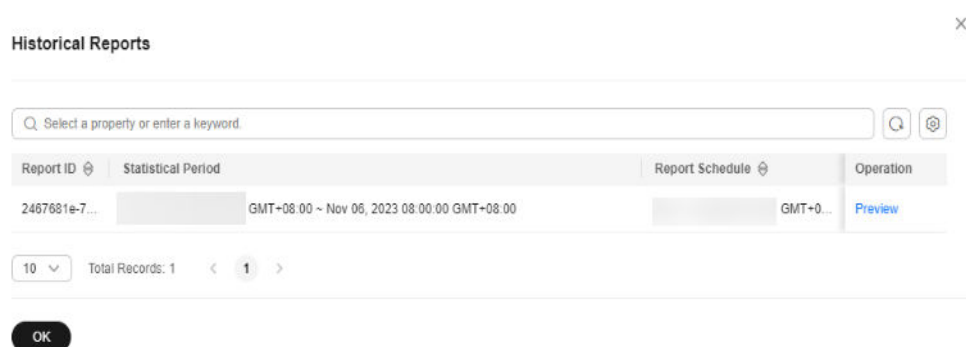 Historical Reports
Select a property or enter a keyword.
Report ID Statistical Period Report Schedule Operation
2467681e-7... GMT+08:00 ~ Nov 06, 2023 08:00:00 GMT+08:00 GMT+0... Preview
10 Total Records: 1 < 1 >
OK